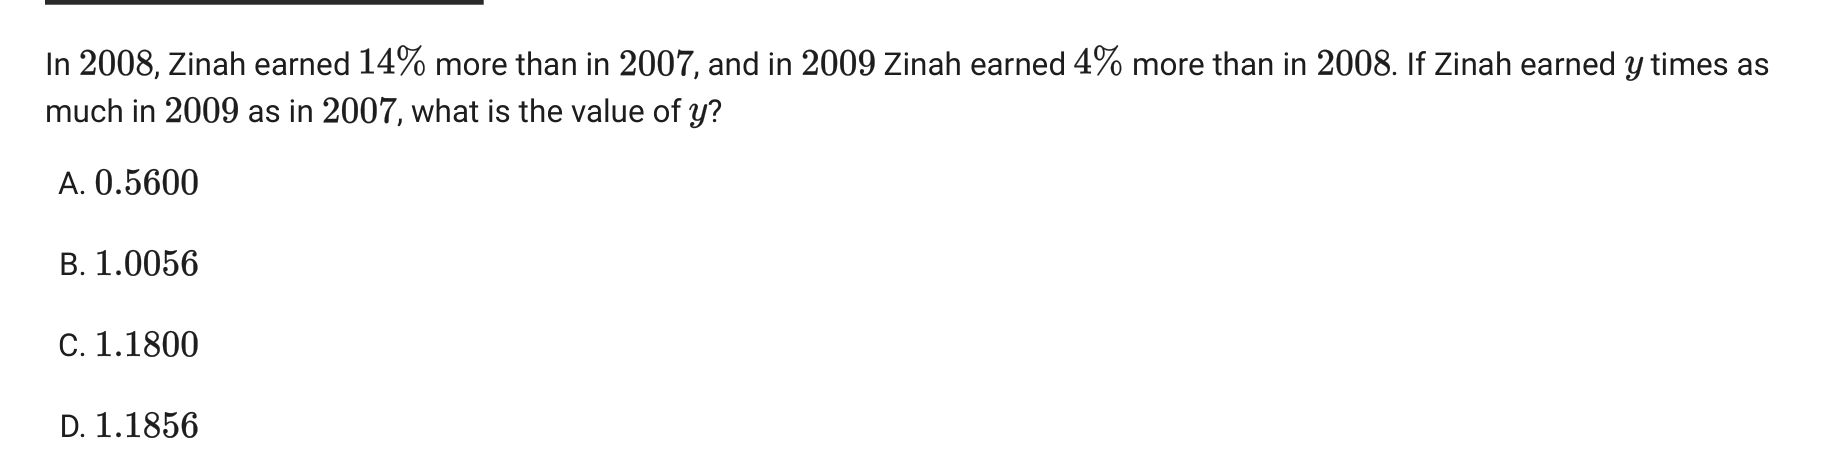 In 2008, Zinah earned 14% more than in 2007, and in 2009 Zinah earned 4% more than in 2008. If Zinah earned y times as
much in 2009 as in 2007, what is the value of y?
A. 0.5600
B. 1.0056
C. 1.1800
D. 1.1856